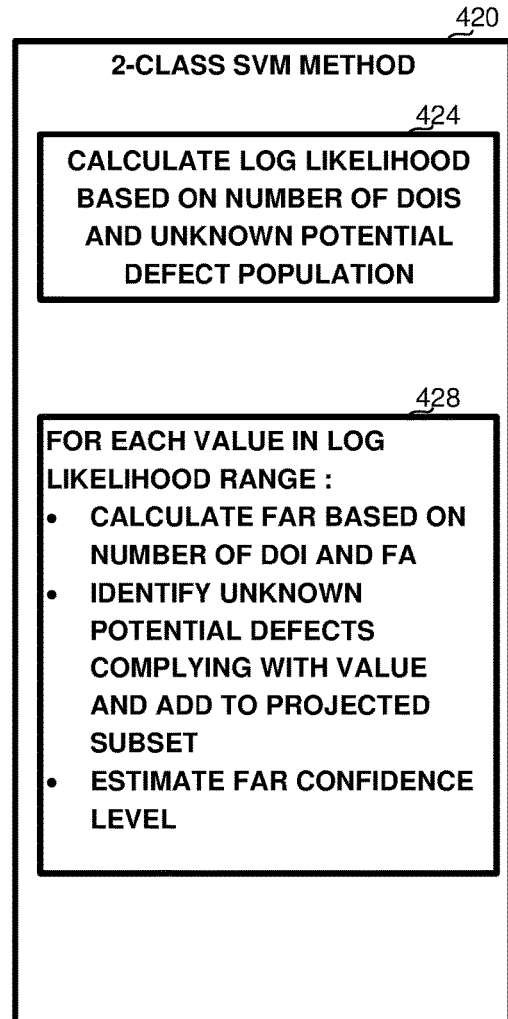 420
2-CLASS SVM METHOD
424
CALCULATE LOG LIKELIHOOD
BASED ON NUMBER OF DOIS
AND UNKNOWN POTENTIAL
DEFECT POPULATION
428
FOR EACH VALUE IN LOG
LIKELIHOOD RANGE :
• CALCULATE FAR BASED ON
NUMBER OF DOI AND FA
• IDENTIFY UNKNOWN
POTENTIAL DEFECTS
COMPLYING WITH VALUE
AND ADD TO PROJECTED
SUBSET
• ESTIMATE FAR CONFIDENCE
LEVEL